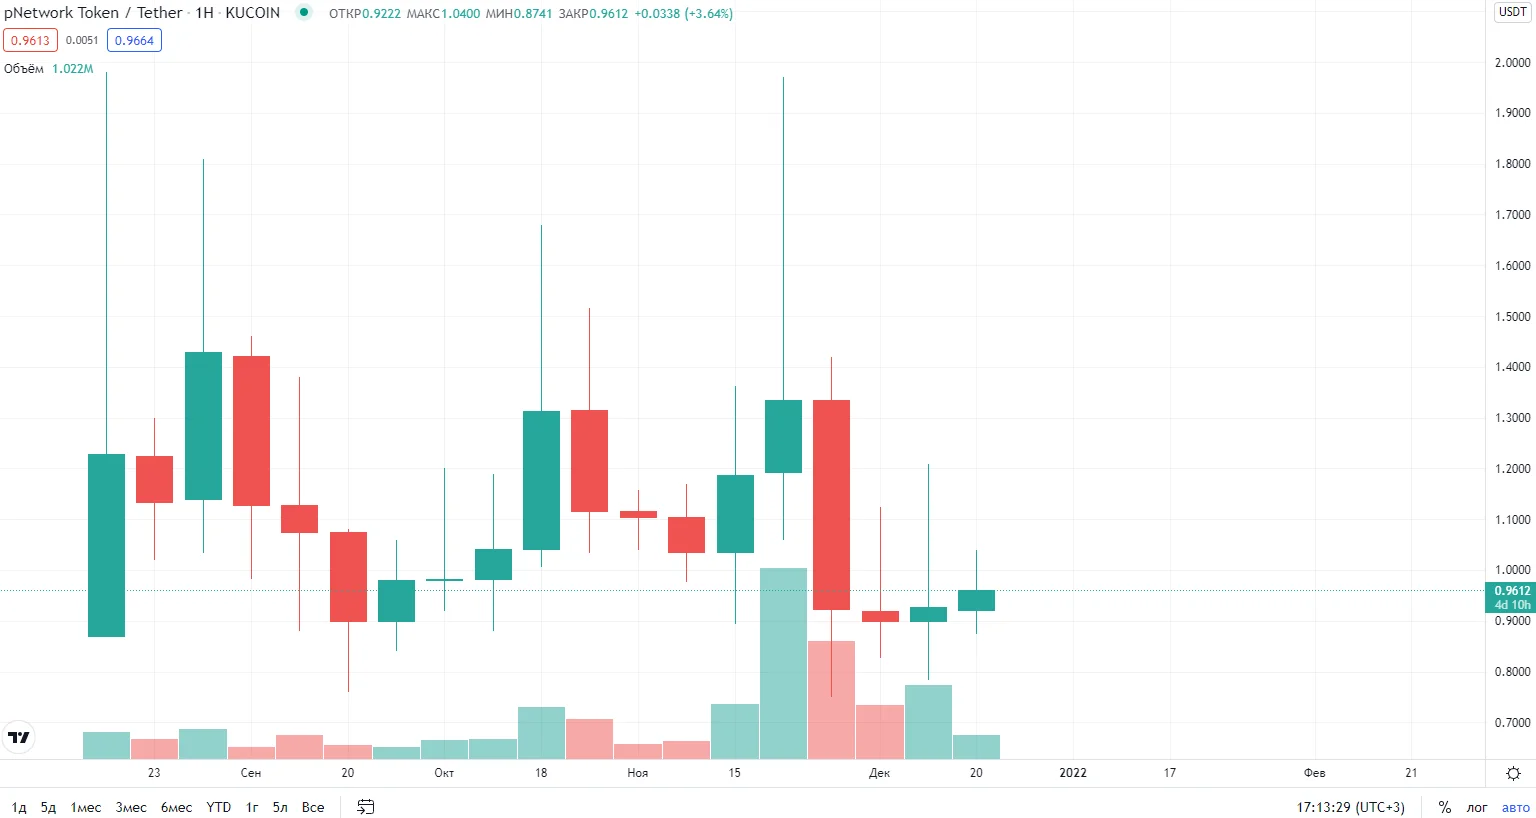 pNetwork Token / Tether · 1Н · KUCOIN ОТКР0.9222 МАКС1.0400 МИН0.8741 ЗАКР0.9612 +0.0338 (+3.64%) USDT
0.9613 0.0051 0.9664
Объём 1.022M
2.0000
1.9000
1.8000
1.7000
1.6000
1.5000
1.4000
1.3000
1.2000
1.1000
1.0000
0.9612
4d 10h
0.9000
0.8000
0.7000
23 Сен 20 Окт 18 Ноя 15 Дек 20 2022 17 Фев 21
1д 5д 1мес 3мес 6мес YTD 1г 5л Все 17:13:29 (UTC+3) % лог авто